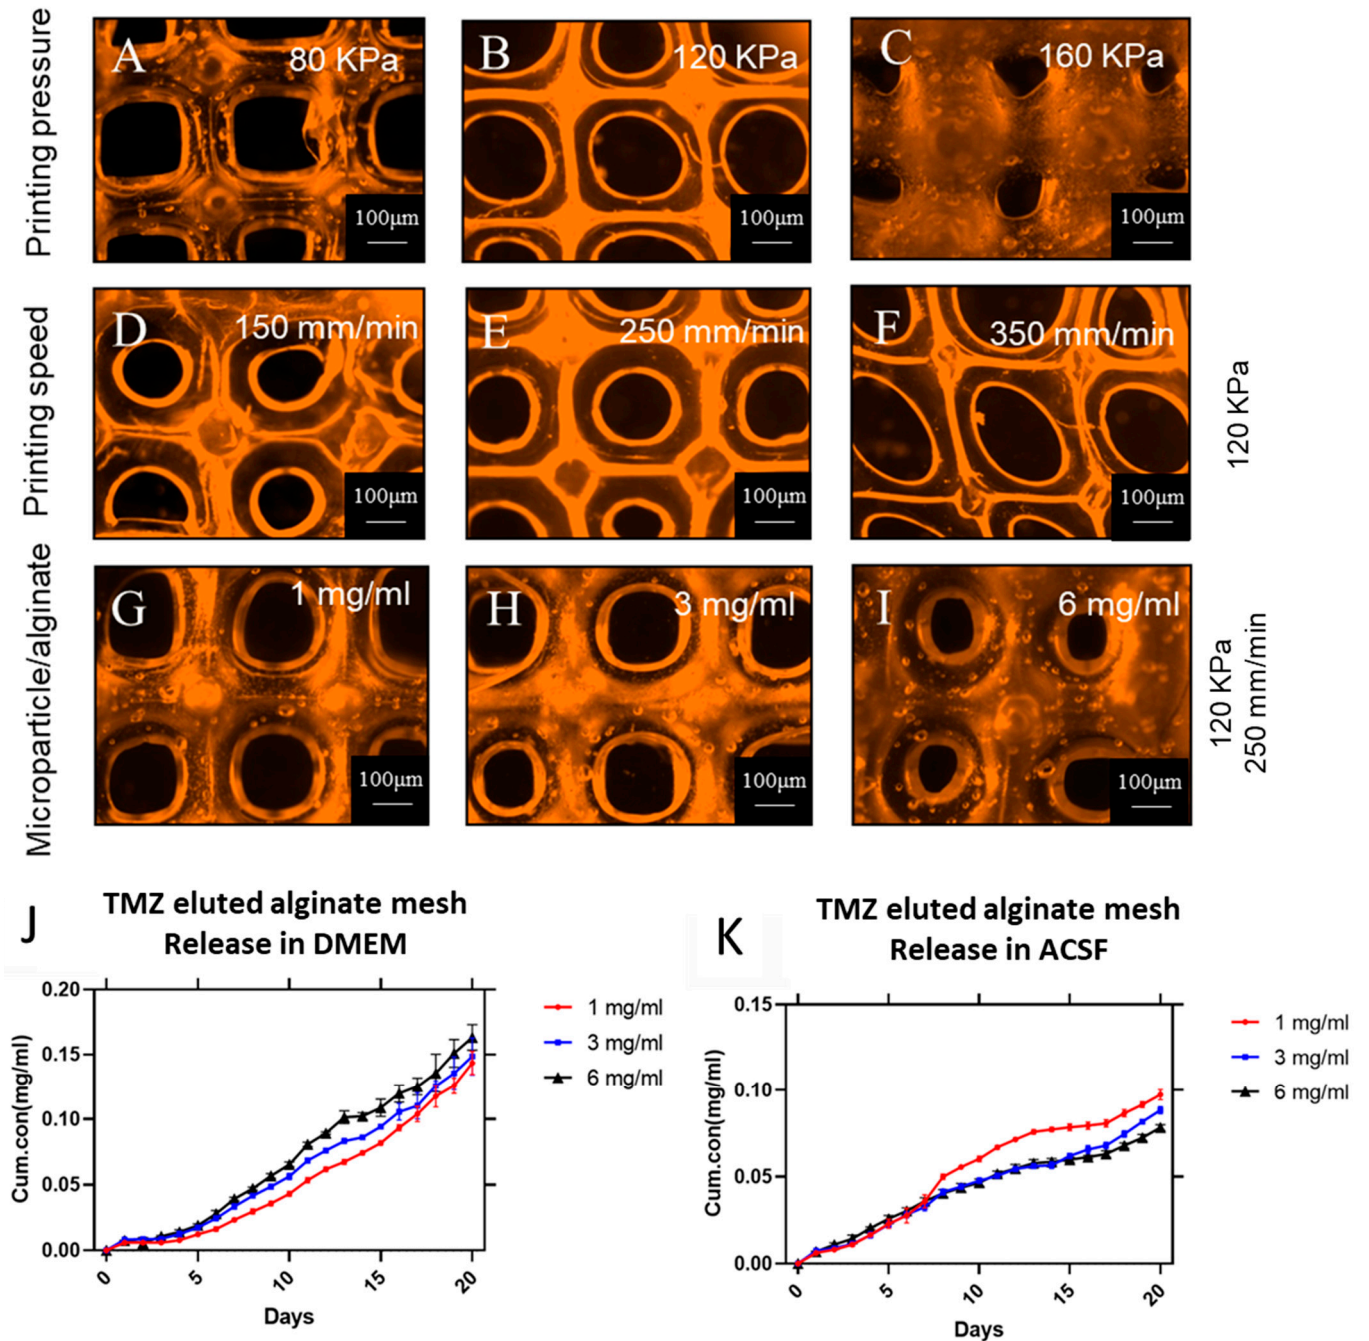 Printing pressure
A
80 KPa
100μm
B
120 KPa
100μm
C
160 KPa
100μm
Printing speed
D
150 mm/min
100μm
E
250 mm/min
100μm
F
350 mm/min
100μm
120 KPa
Microparticle/alginate
G
1 mg/ml
100μm
H
3 mg/ml
100μm
I
6 mg/ml
100μm
120 KPa
250 mm/min
J
TMZ eluted alginate mesh
Release in DMEM
Cum.con(mg/ml)
0.20
0.15
0.10
0.05
0.00
0
5
10
15
20
Days
1 mg/ml
3 mg/ml
6 mg/ml
K
TMZ eluted alginate mesh
Release in ACSF
Cum.con(mg/ml)
0.15
0.10
0.05
0.00
0
5
10
15
20
Days
1 mg/ml
3 mg/ml
6 mg/ml